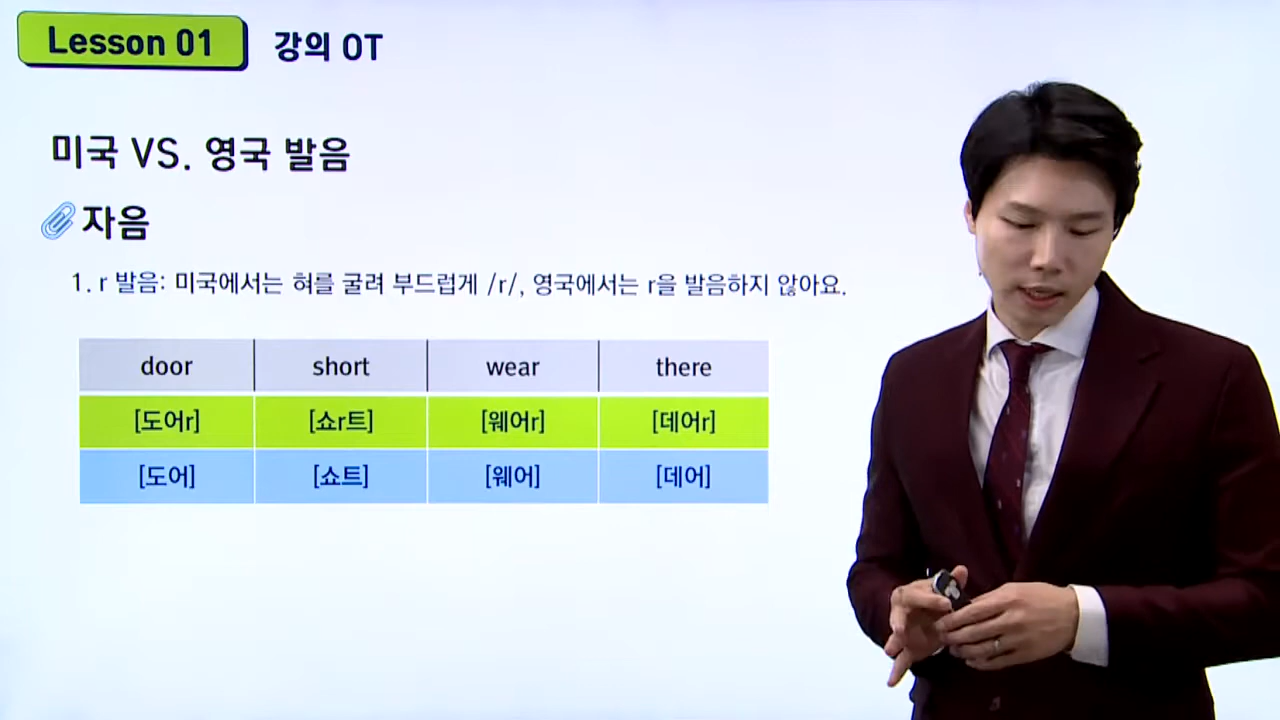 Lesson 01 강의 OT
미국 VS. 영국 발음
자음
1. r 발음: 미국에서는 혀를 굴려 부드럽게 /r/, 영국에서는 r을 발음하지 않아요.
door short wear there
[도어r] [쇼r트] [웨어r] [데어r]
[도어] [쇼트] [웨어] [데어]